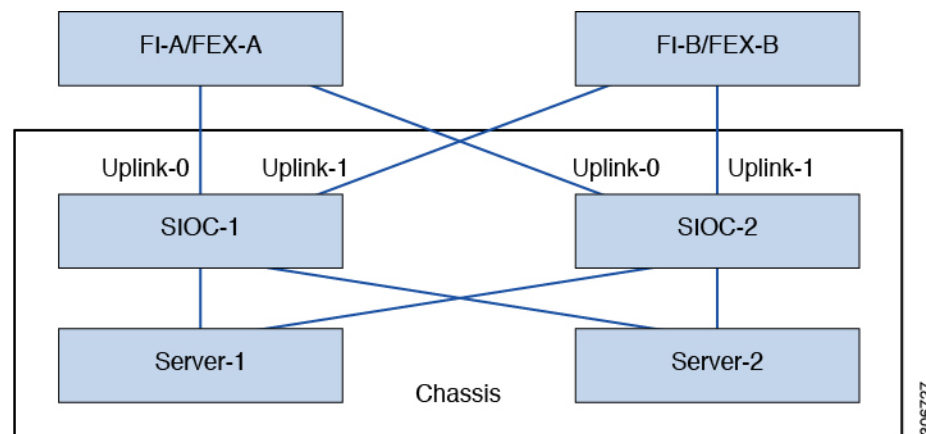 FI-A/FEX-A
FI-B/FEX-B
Uplink-0
Uplink-1
Uplink-0
Uplink-1
SIOC-1
SIOC-2
Server-1
Server-2
Chassis